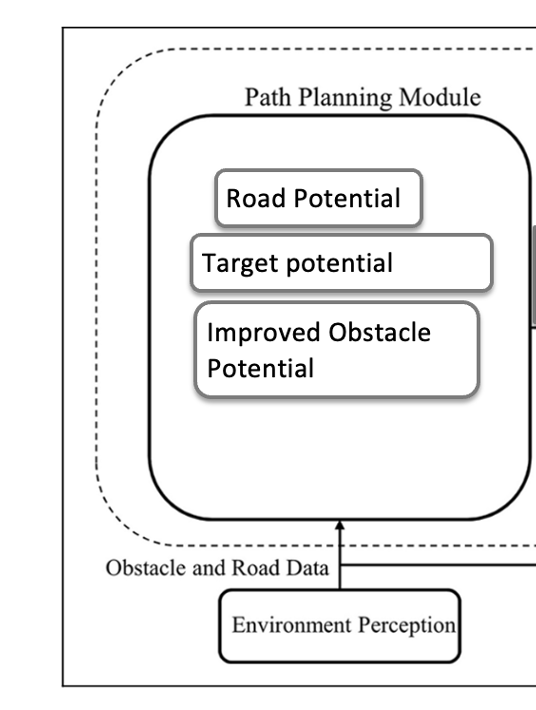 Path Planning Module
Road Potential
Target potential
Improved Obstacle
Potential
Obstacle and Road Data
Environment Perception